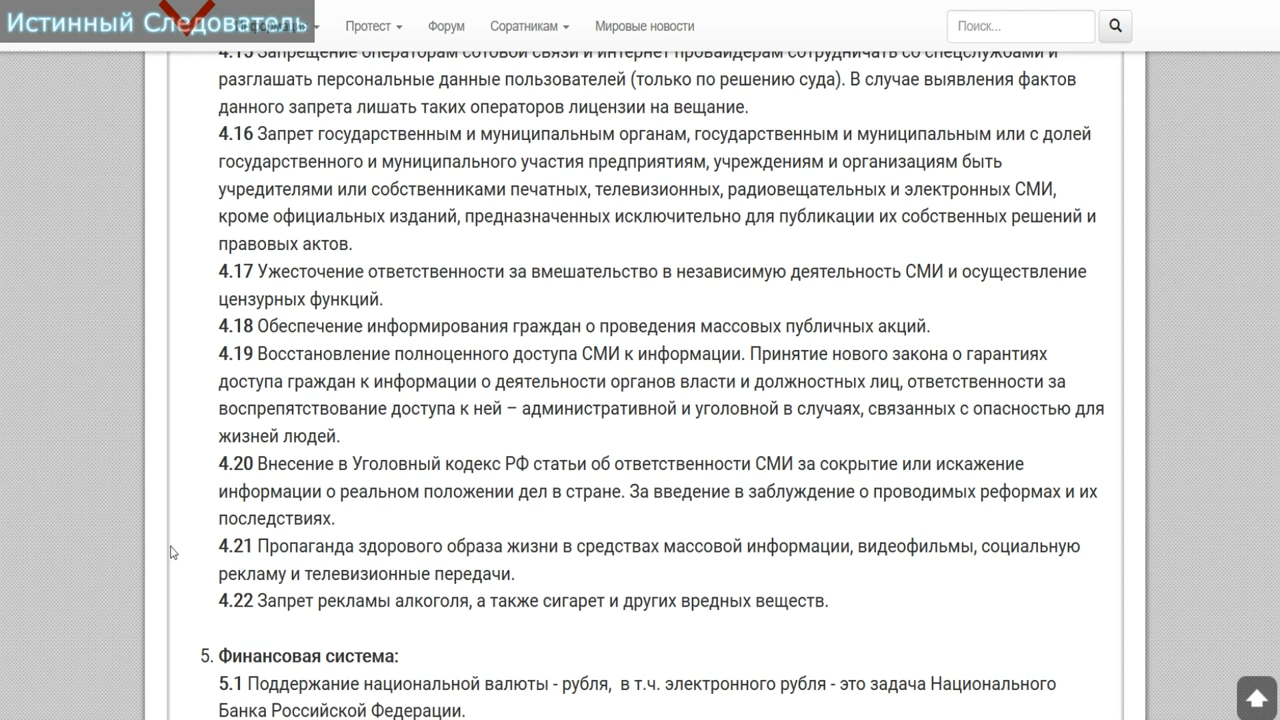 Истинный Следователь
Протест
Форум
Соратникам
Мировые новости
Поиск...
4.15 Запрещение операторам сотовой связи и интернет провайдерам сотрудничать со спецслужбами и
разглашать персональные данные пользователей (только по решению суда). В случае выявления фактов
данного запрета лишать таких операторов лицензии на вещание.
4.16 Запрет государственным и муниципальным органам, государственным и муниципальным или с долей
государственного и муниципального участия предприятиям, учреждениям и организациям быть
учредителями или собственниками печатных, телевизионных, радиовещательных и электронных СМИ,
кроме официальных изданий, предназначенных исключительно для публикации их собственных решений и
правовых актов.
4.17 Ужесточение ответственности за вмешательство в независимую деятельность СМИ и осуществление
цензурных функций.
4.18 Обеспечение информирования граждан о проведения массовых публичных акций.
4.19 Восстановление полноценного доступа СМИ к информации. Принятие нового закона о гарантиях
доступа граждан к информации о деятельности органов власти и должностных лиц, ответственности за
воспрепятствование доступа к ней – административной и уголовной в случаях, связанных с опасностью для
жизней людей.
4.20 Внесение в Уголовный кодекс РФ статьи об ответственности СМИ за сокрытие или искажение
информации о реальном положении дел в стране. За введение в заблуждение о проводимых реформах и их
последствиях.
4.21 Пропаганда здорового образа жизни в средствах массовой информации, видеофильмы, социальную
рекламу и телевизионные передачи.
4.22 Запрет рекламы алкоголя, а также сигарет и других вредных веществ.
5. Финансовая система:
5.1 Поддержание национальной валюты - рубля, в т.ч. электронного рубля - это задача Национального
Банка Российской Федерации.